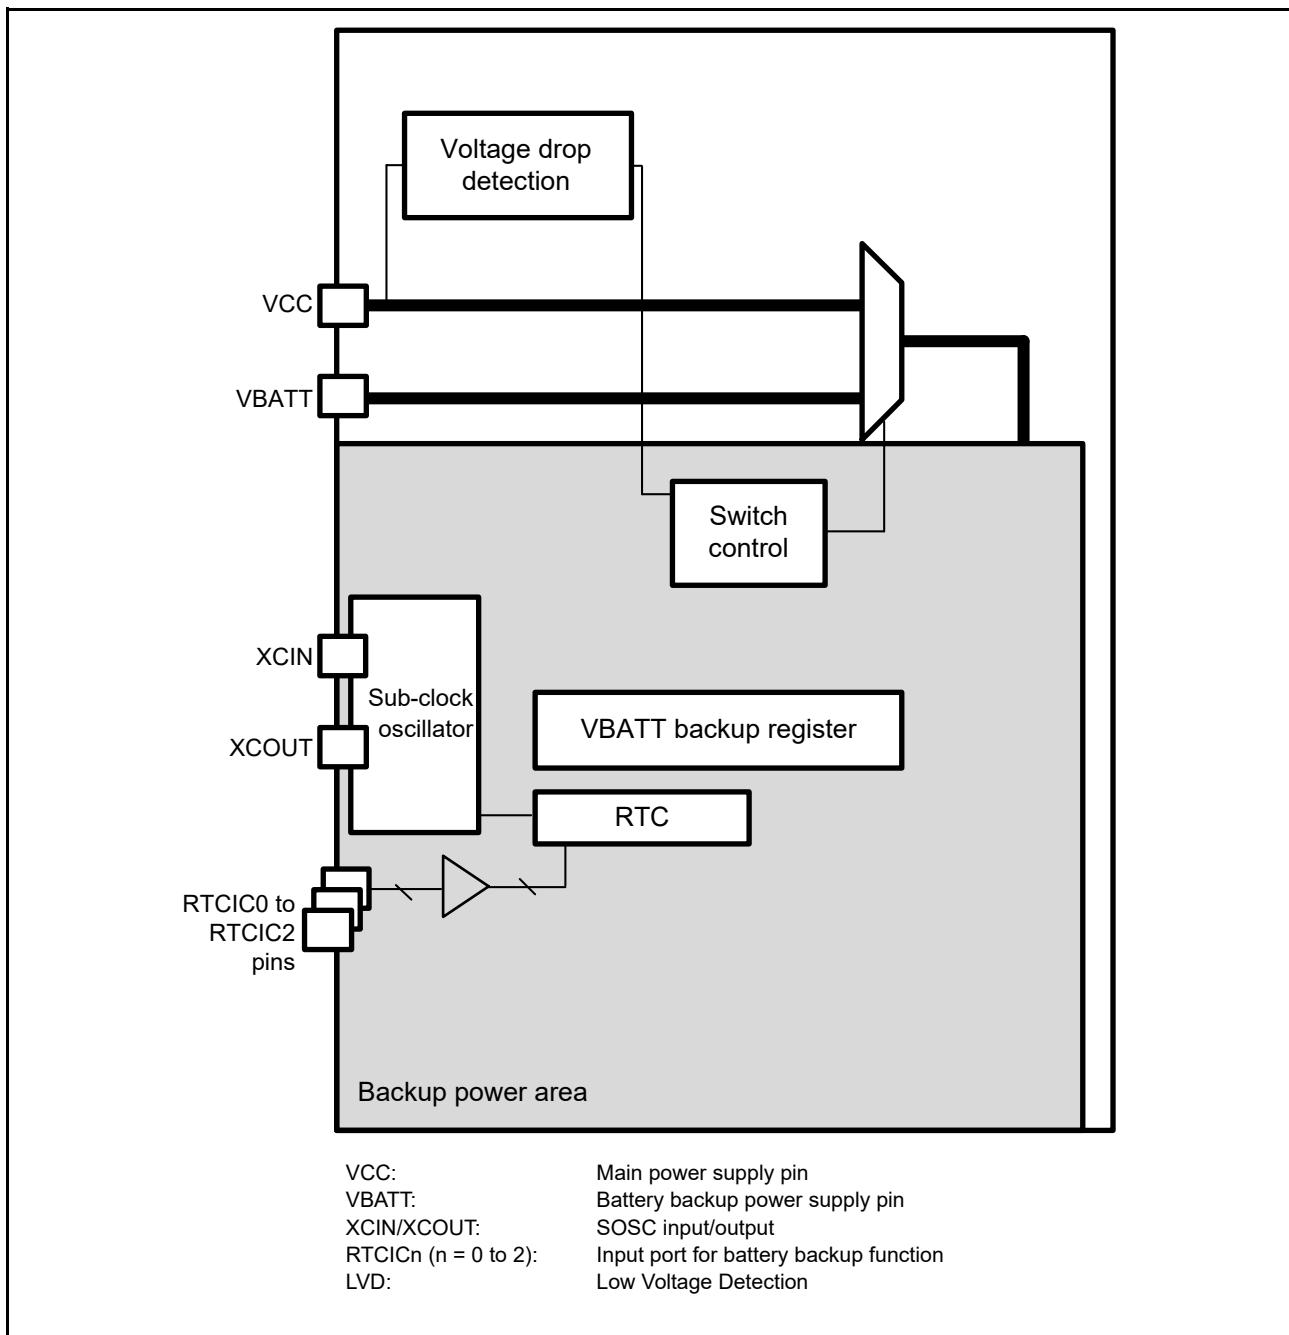 Voltage drop
detection
VCC
VBATT
Switch
control
XCIN
Sub-clock
oscillator
XCOUT
VBATT backup register
RTC
RTCIC0 to
RTCIC2
pins
Backup power area
VCC: Main power supply pin
VBATT: Battery backup power supply pin
XCIN/XCOUT: SOSC input/output
RTCICn (n = 0 to 2): Input port for battery backup function
LVD: Low Voltage Detection